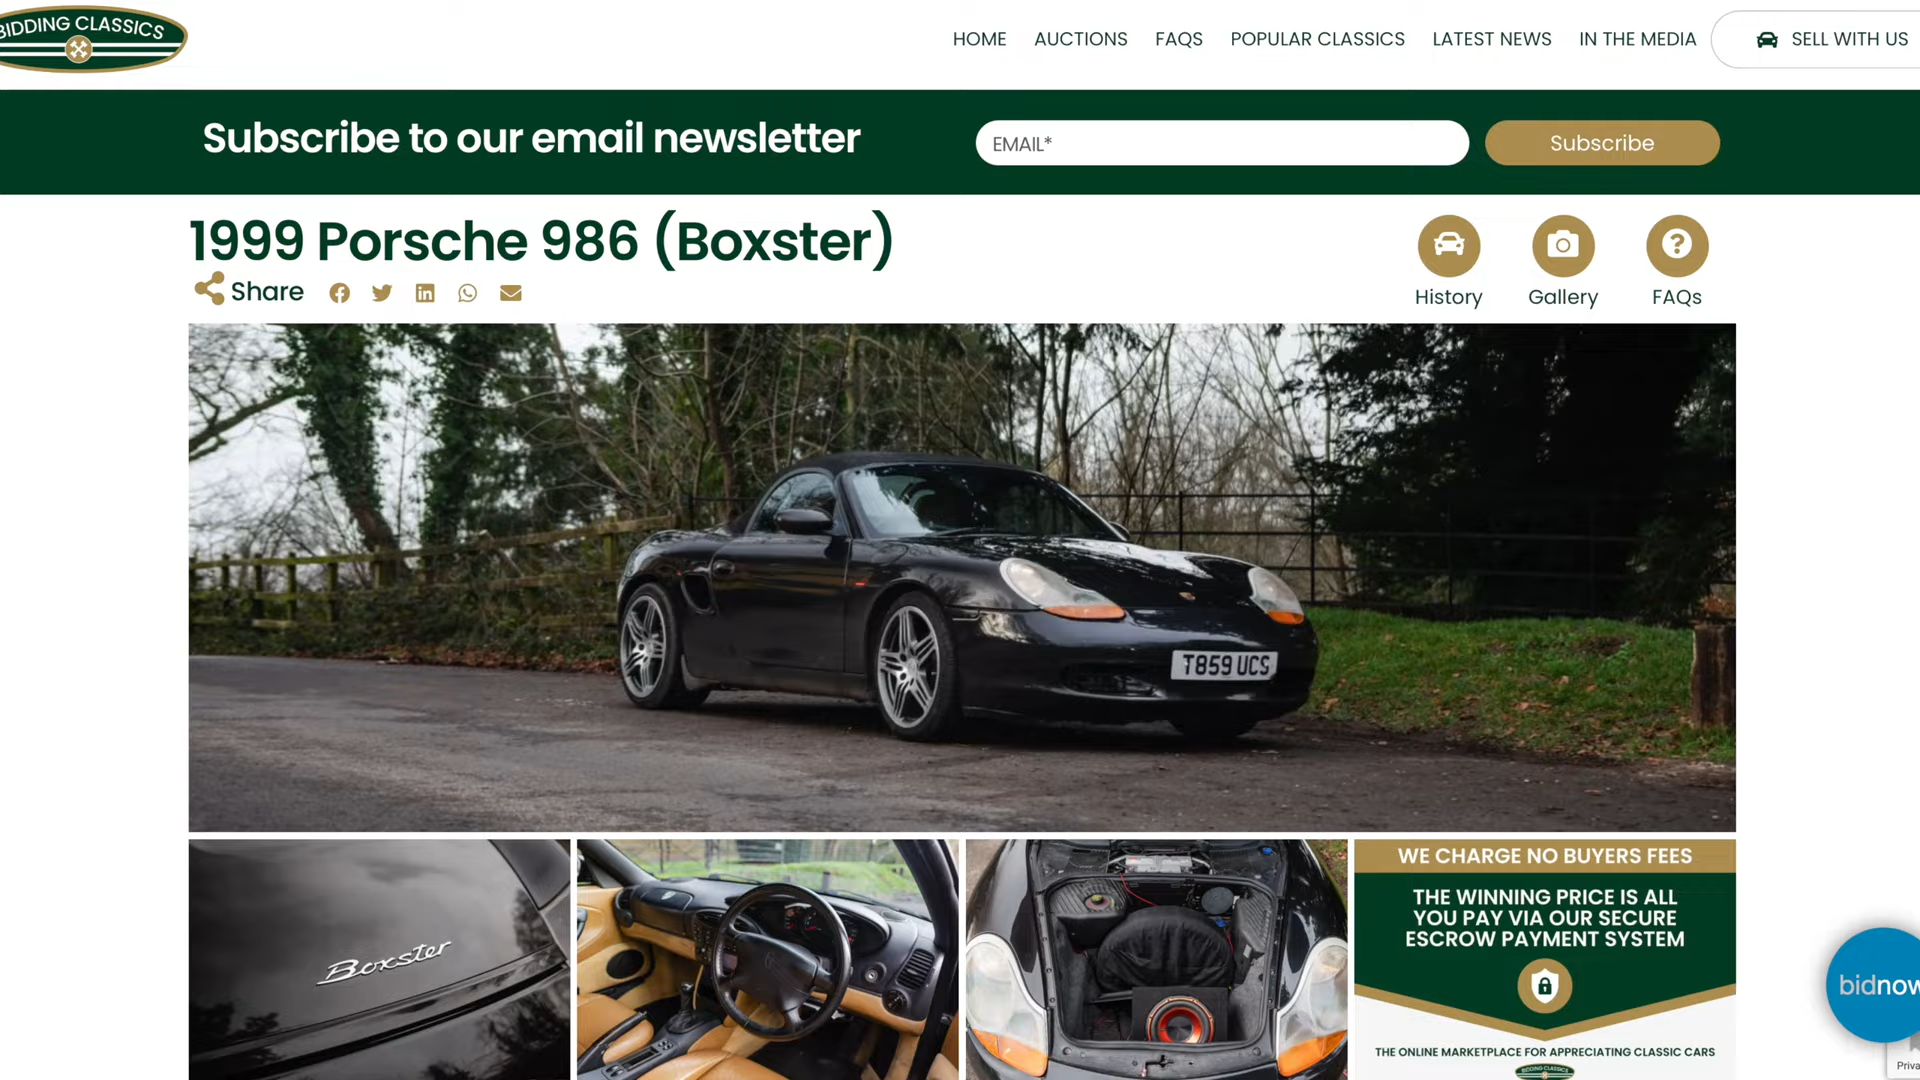 BIDDING CLASSICS
HOME AUCTIONS FAQS POPULAR CLASSICS LATEST NEWS IN THE MEDIA SELL WITH US
Subscribe to our email newsletter
EMAIL*
Subscribe
1999 Porsche 986 (Boxster)
Share
History Gallery FAQs
T859 UCS
Boxster
WE CHARGE NO BUYERS FEES
THE WINNING PRICE IS ALL
YOU PAY VIA OUR SECURE
ESCROW PAYMENT SYSTEM
THE ONLINE MARKETPLACE FOR APPRECIATING CLASSIC CARS
BIDDING CLASSICS
bidnow
Priva